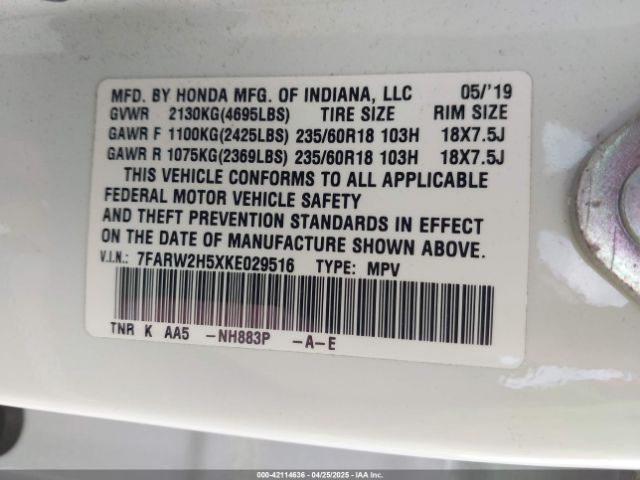 MFD. BY HONDA MFG. OF INDIANA, LLC 05/'19
GVWR 2130KG(4695LBS) TIRE SIZE RIM SIZE
GAWR F 1100KG(2425LBS) 235/60R18 103H 18X7.5J
GAWR R 1075KG(2369LBS) 235/60R18 103H 18X7.5J
THIS VEHICLE CONFORMS TO ALL APPLICABLE
FEDERAL MOTOR VEHICLE SAFETY
AND THEFT PREVENTION STANDARDS IN EFFECT
ON THE DATE OF MANUFACTURE SHOWN ABOVE.
V.I.N.: 7FARW2H5XKE029516 TYPE: MPV
TNR K AA5 -NH883P -A-E
000-42114636 - 04/25/2025 - IAAI.COM